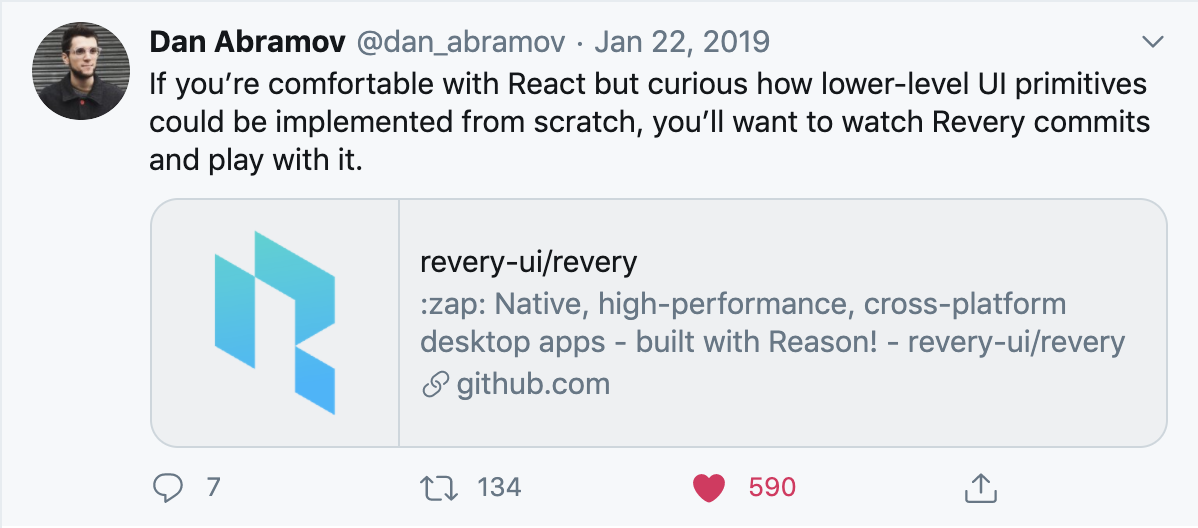 Dan Abramov @dan_abramov · Jan 22, 2019
If you’re comfortable with React but curious how lower-level UI primitives
could be implemented from scratch, you’ll want to watch Revery commits
and play with it.
revery-ui/revery
:zap: Native, high-performance, cross-platform
desktop apps - built with Reason! - revery-ui/revery
github.com
7 134 590